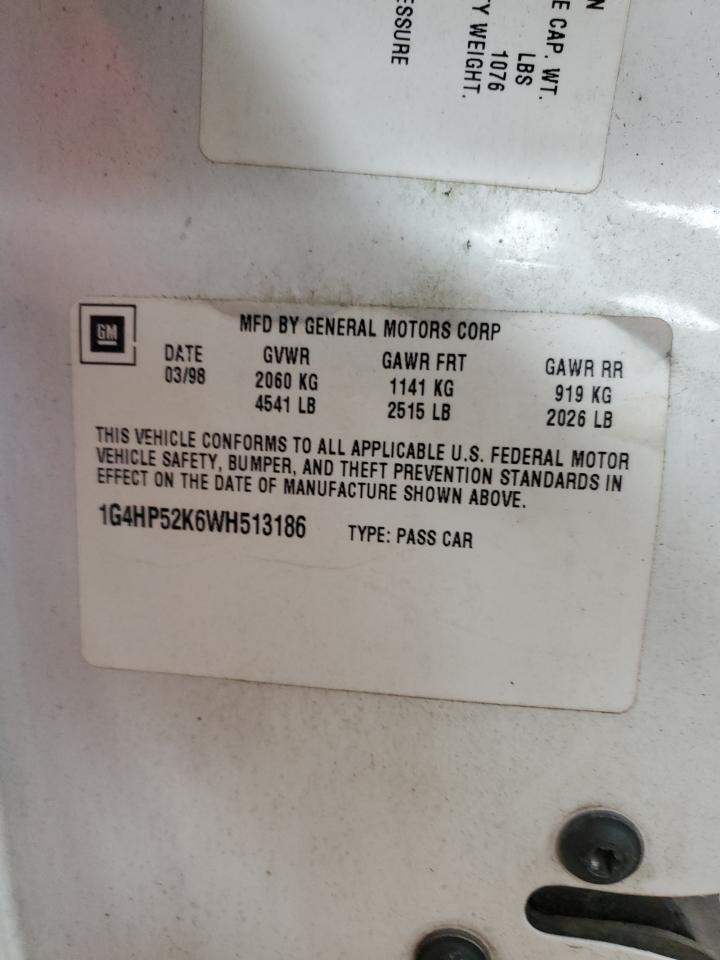 N
E CAP. WT.
LBS
1076
Y WEIGHT.
ESSURE
GM
MFD BY GENERAL MOTORS CORP
DATE GVWR GAWR FRT GAWR RR
03/98 2060 KG 1141 KG 919 KG
4541 LB 2515 LB 2026 LB
THIS VEHICLE CONFORMS TO ALL APPLICABLE U.S. FEDERAL MOTOR
VEHICLE SAFETY, BUMPER, AND THEFT PREVENTION STANDARDS IN
EFFECT ON THE DATE OF MANUFACTURE SHOWN ABOVE.
1G4HP52K6WH513186 TYPE: PASS CAR